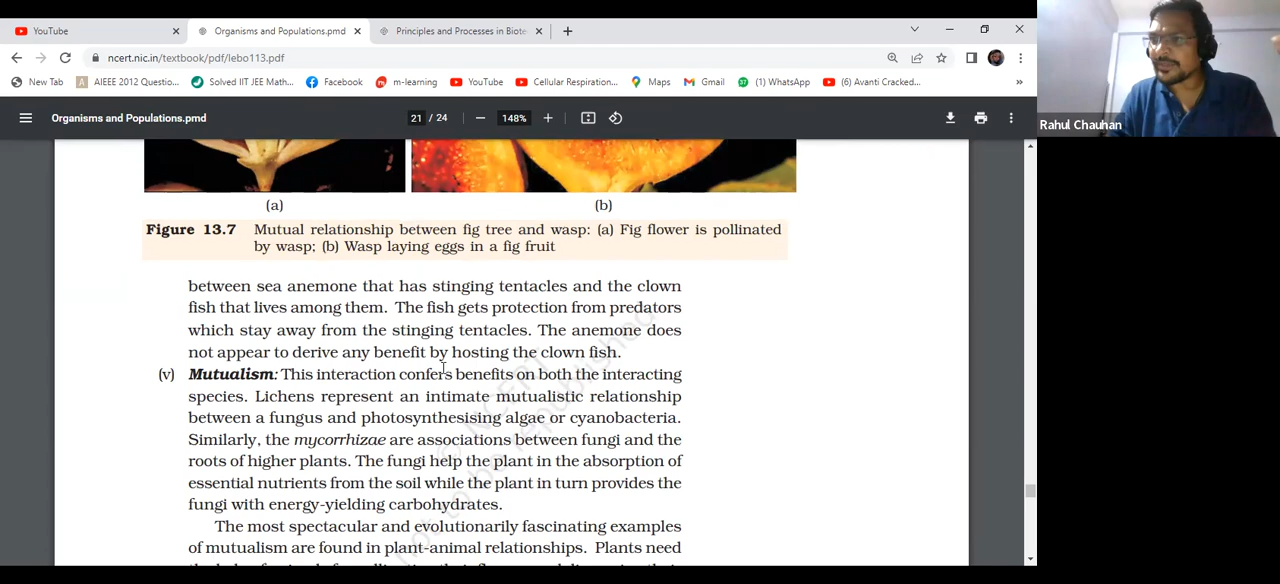 YouTube
Organisms and Populations.pmd
Principles and Processes in Biote
ncert.nic.in/textbook/pdf/lebo113.pdf
New Tab
AIEEE 2012 Questio...
Solved IIT JEE Math...
Facebook
m-learning
YouTube
Cellular Respiration...
Maps
Gmail
(1) WhatsApp
(6) Avanti Cracked...
»
Organisms and Populations.pmd
21 / 24
148%
Rahul Chauhan
(a)
(b)
Figure 13.7 Mutual relationship between fig tree and wasp: (a) Fig flower is pollinated
by wasp; (b) Wasp laying eggs in a fig fruit
between sea anemone that has stinging tentacles and the clown
fish that lives among them. The fish gets protection from predators
which stay away from the stinging tentacles. The anemone does
not appear to derive any benefit by hosting the clown fish.
(v) Mutualism: This interaction confers benefits on both the interacting
species. Lichens represent an intimate mutualistic relationship
between a fungus and photosynthesising algae or cyanobacteria.
Similarly, the mycorrhizae are associations between fungi and the
roots of higher plants. The fungi help the plant in the absorption of
essential nutrients from the soil while the plant in turn provides the
fungi with energy-yielding carbohydrates.
The most spectacular and evolutionarily fascinating examples
of mutualism are found in plant-animal relationships. Plants need
© NCERT
not to be republished